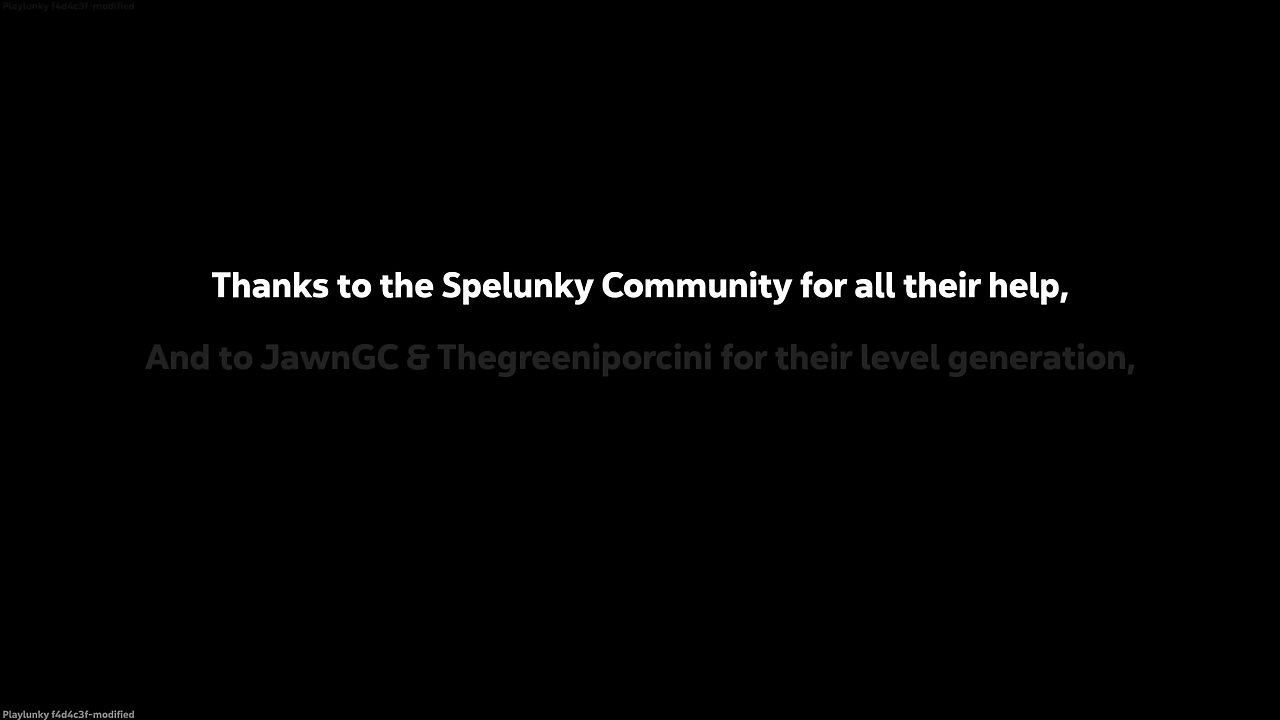 Playlunky f4d4c3f-modified
Thanks to the Spelunky Community for all their help,
And to JawnGC & Thegreeniporcini for their level generation,
Playlunky f4d4c3f-modified